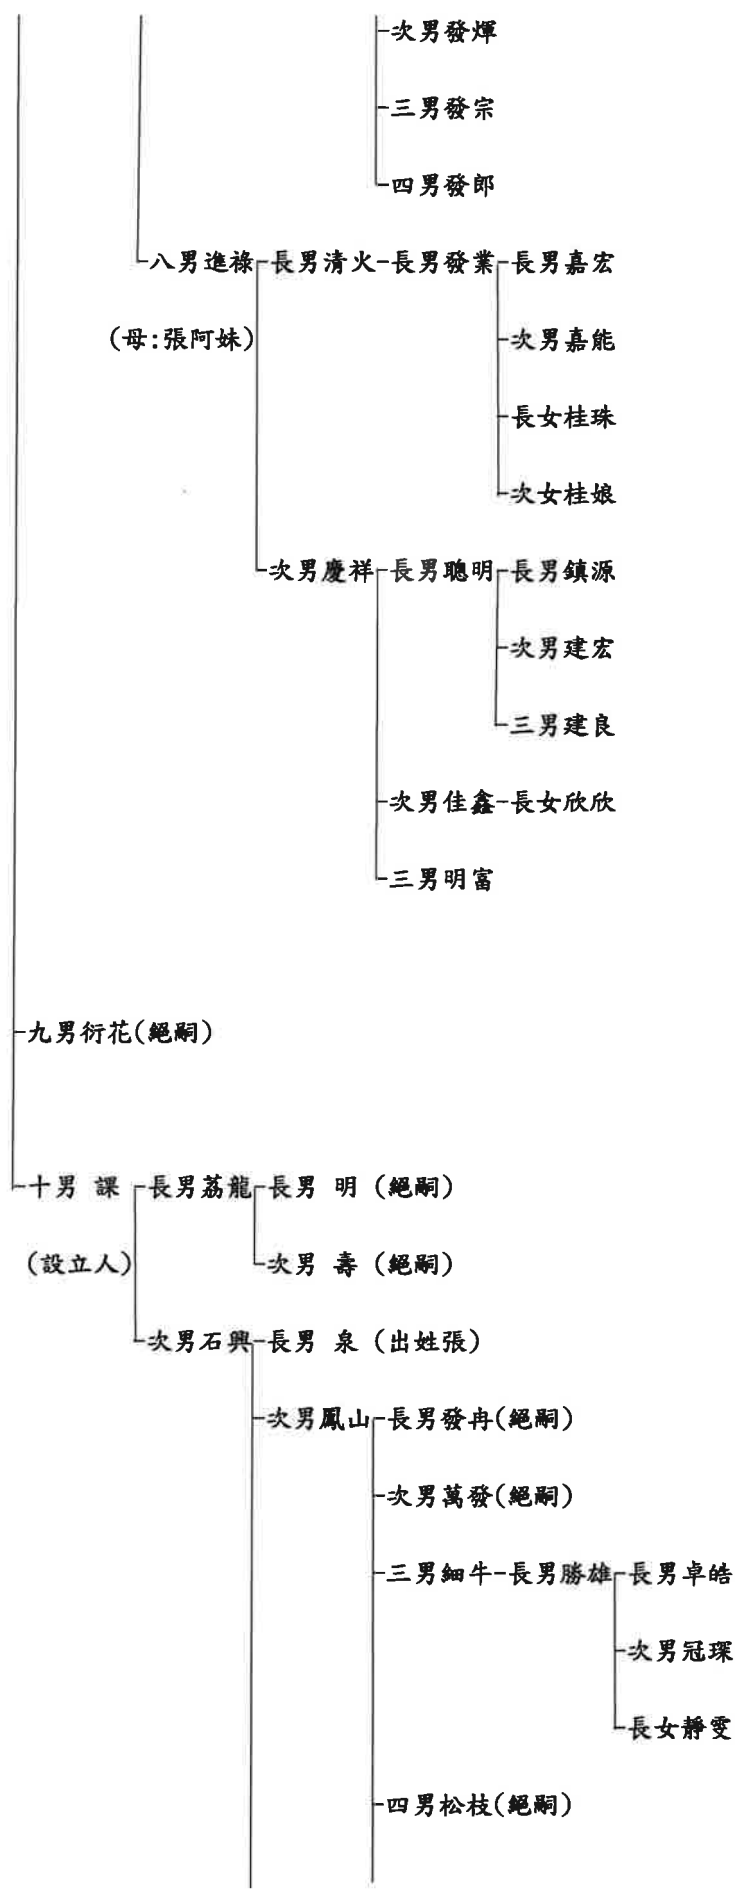 次男發煇
三男發宗
四男發郎
八男進祿 長男清火 長男發業 長男嘉宏
(母:張阿妹) 次男嘉能
長女桂珠
次女桂娘
次男慶祥 長男聰明 長男鎮源
次男建宏
三男建良
次男佳鑫 長女欣欣
三男明富
九男衍花(絕嗣)
十男 課 長男荔龍 長男 明 (絕嗣)
(設立人) 次男 壽 (絕嗣)
次男石興 長男 泉 (出姓張)
次男鳳山 長男發冉(絕嗣)
次男萬發(絕嗣)
三男細牛 長男勝雄 長男卓皓
次男冠琛
長女靜雯
四男松枝(絕嗣)